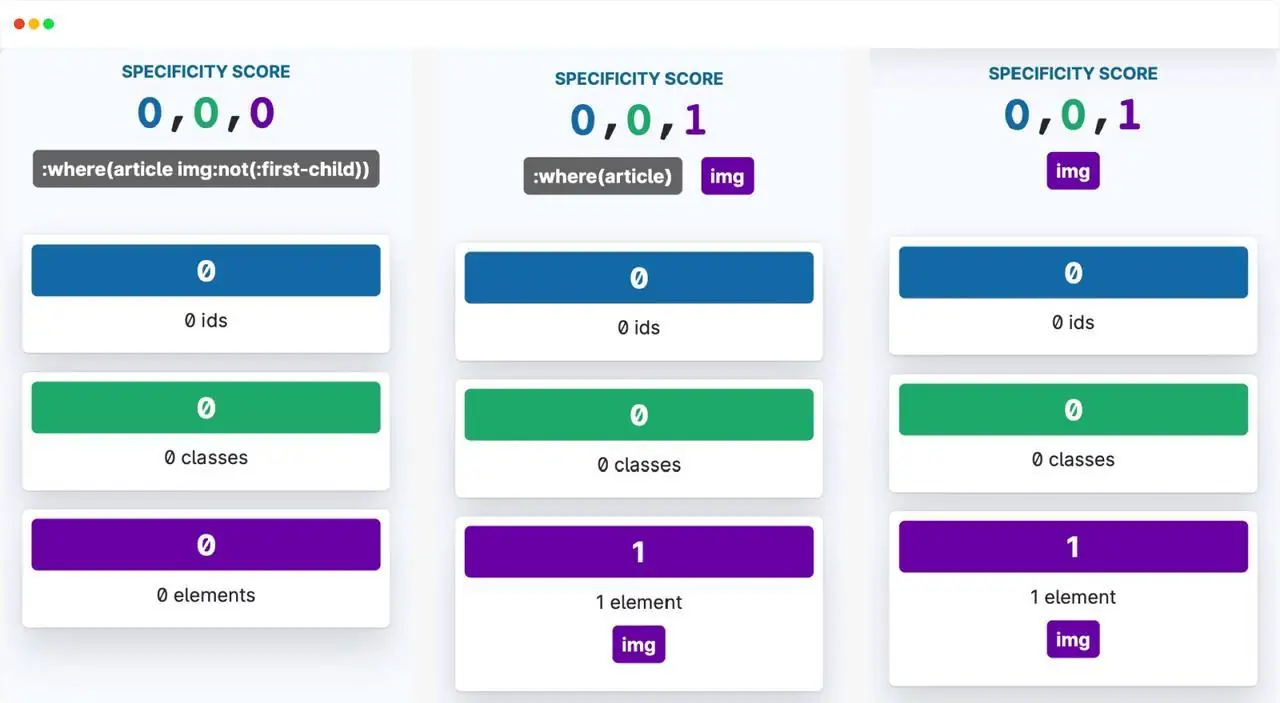 SPECIFICITY SCORE
0,0,0
:where(article img:not(:first-child))
0
0 ids
0
0 classes
0
0 elements
SPECIFICITY SCORE
0,0,1
:where(article) img
0
0 ids
0
0 classes
1
1 element
img
SPECIFICITY SCORE
0,0,1
img
0
0 ids
0
0 classes
1
1 element
img